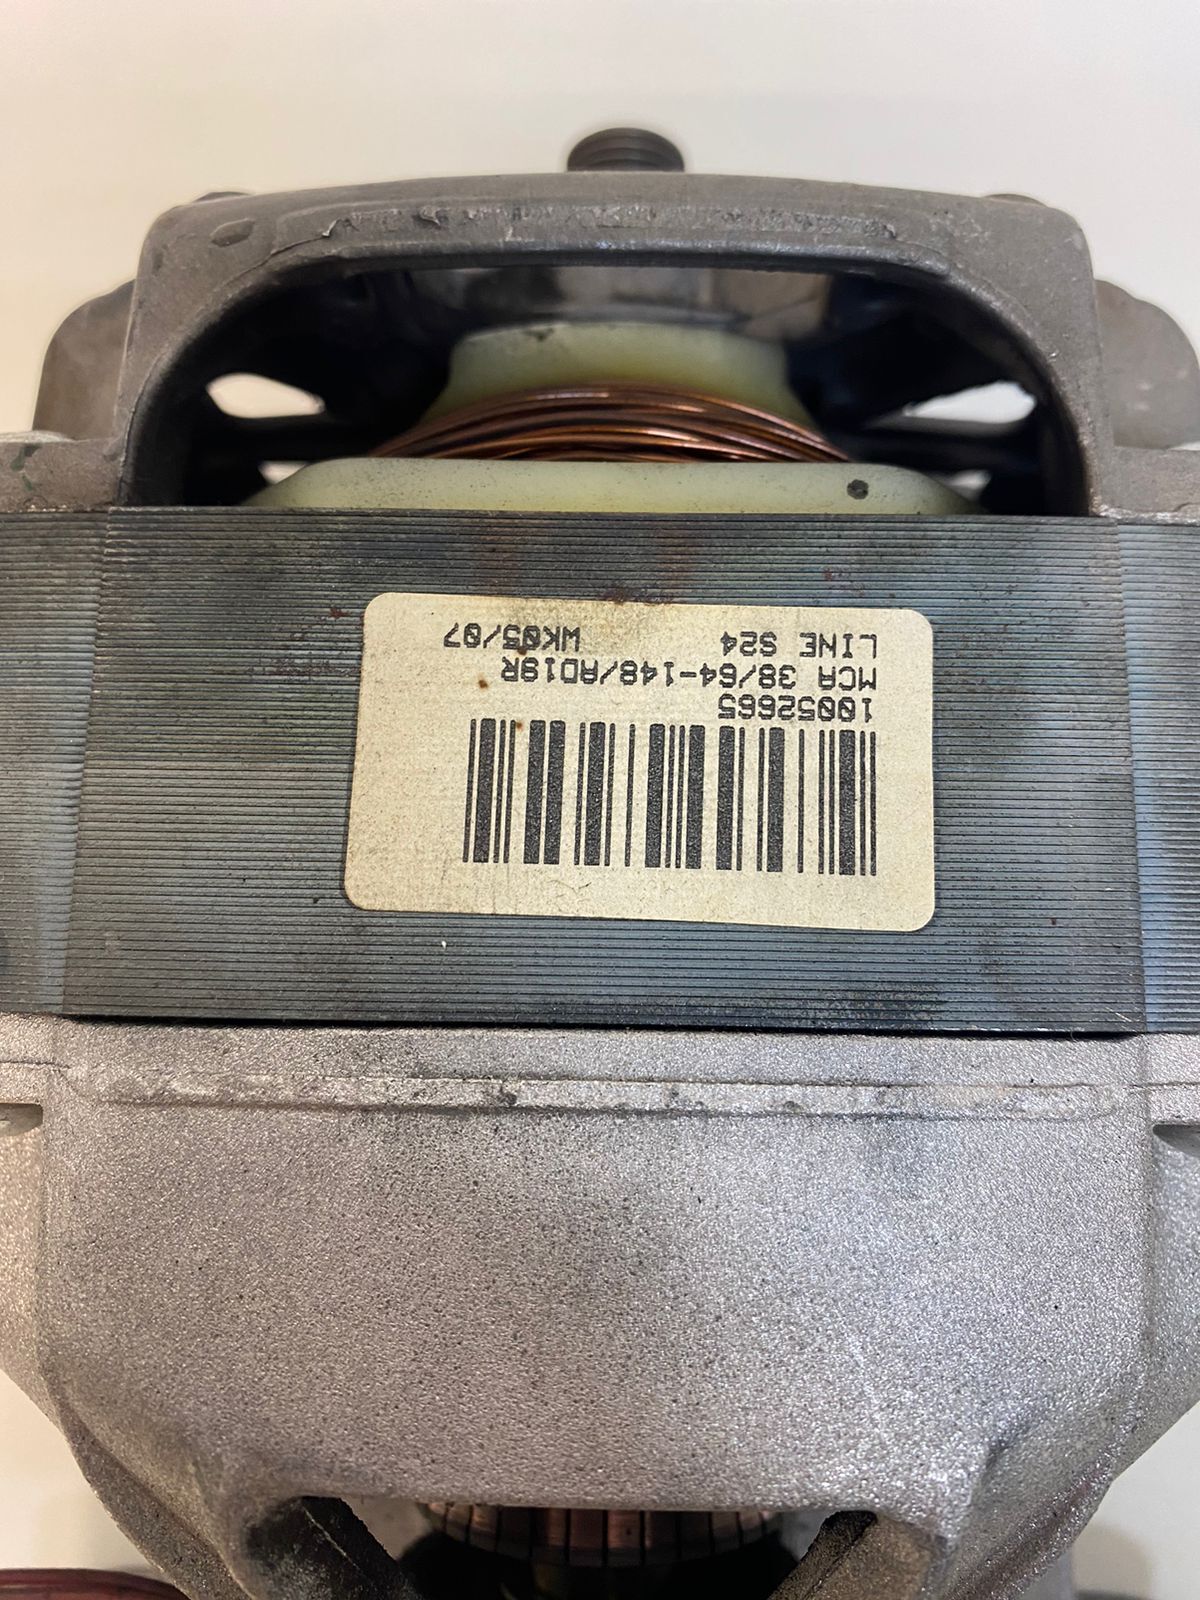 10052665
MCA 38/64-148/AD19R
LINE S24 WK05/07